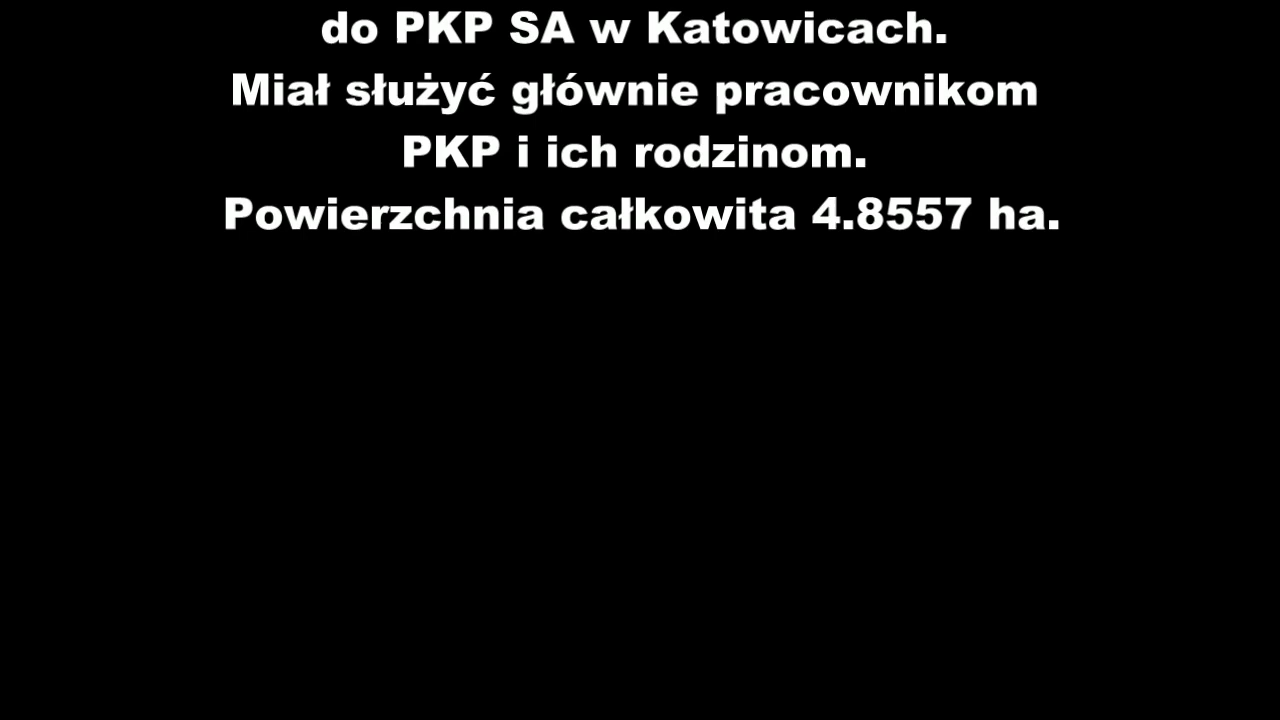 do PKP SA w Katowicach.
Miał służyć głównie pracownikom
PKP i ich rodzinom.
Powierzchnia całkowita 4.8557 ha.